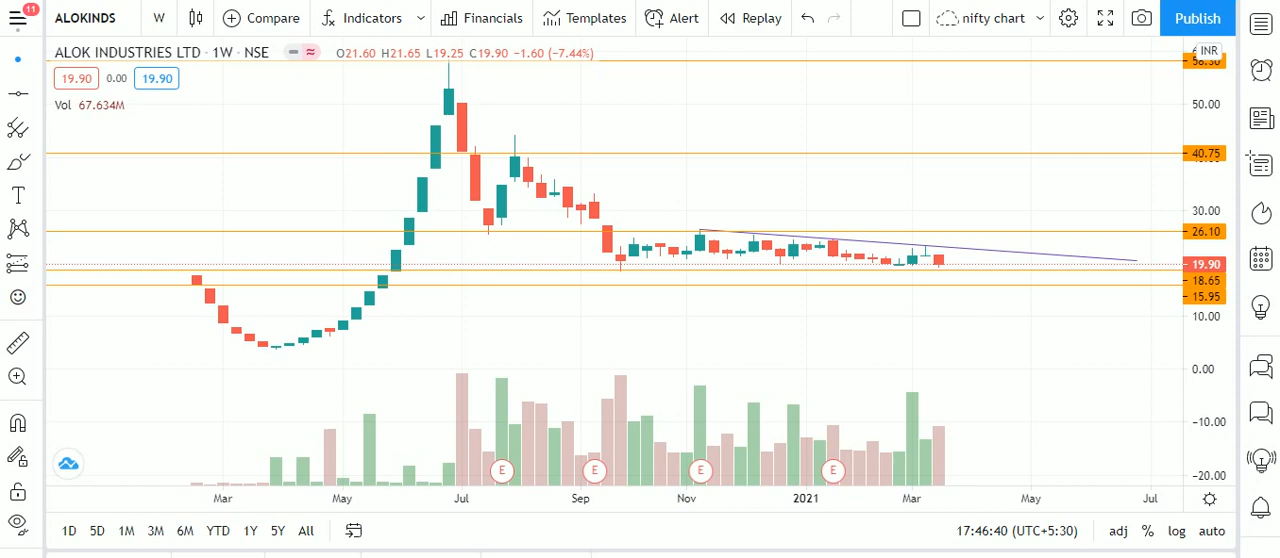 11
ALOKINDS W Compare Indicators Financials Templates Alert Replay nifty chart Publish
ALOK INDUSTRIES LTD · 1W · NSE O21.60 H21.65 L19.25 C19.90 −1.60 (−7.44%)
INR
19.90 0.00 19.90
Vol 67.634M
58.30
50.00
40.75
30.00
26.10
19.90
18.65
15.95
10.00
0.00
-10.00
-20.00
E E E E
Mar May Jul Sep Nov 2021 Mar May Jul
1D 5D 1M 3M 6M YTD 1Y 5Y All 17:46:40 (UTC+5:30) adj % log auto